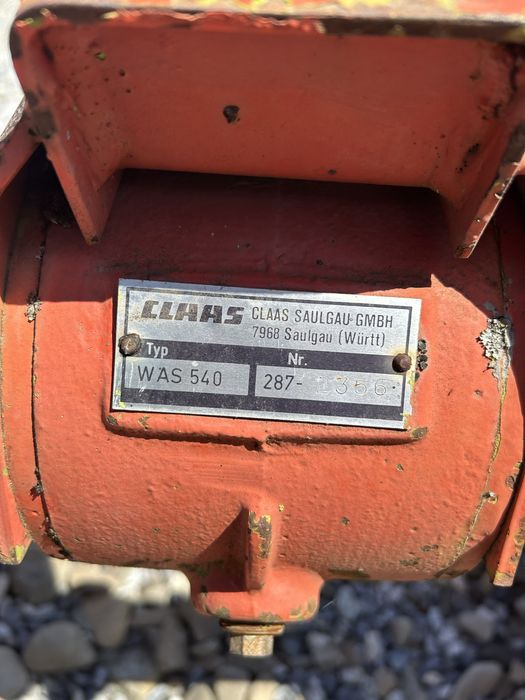 CLAAS CLAAS SAULGAU GMBH
7968 Saulgau (Württ)
Typ Nr.
WAS 540 287-